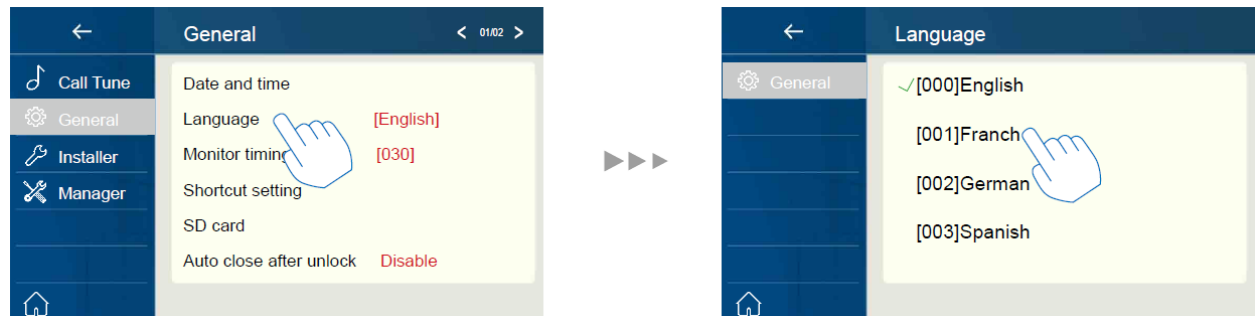 General
< 01/02 >
Call Tune
General
Installer
Manager
Date and time
Language [English]
Monitor timing [030]
Shortcut setting
SD card
Auto close after unlock Disable
Language
General
[000]English
[001]Franch
[002]German
[003]Spanish